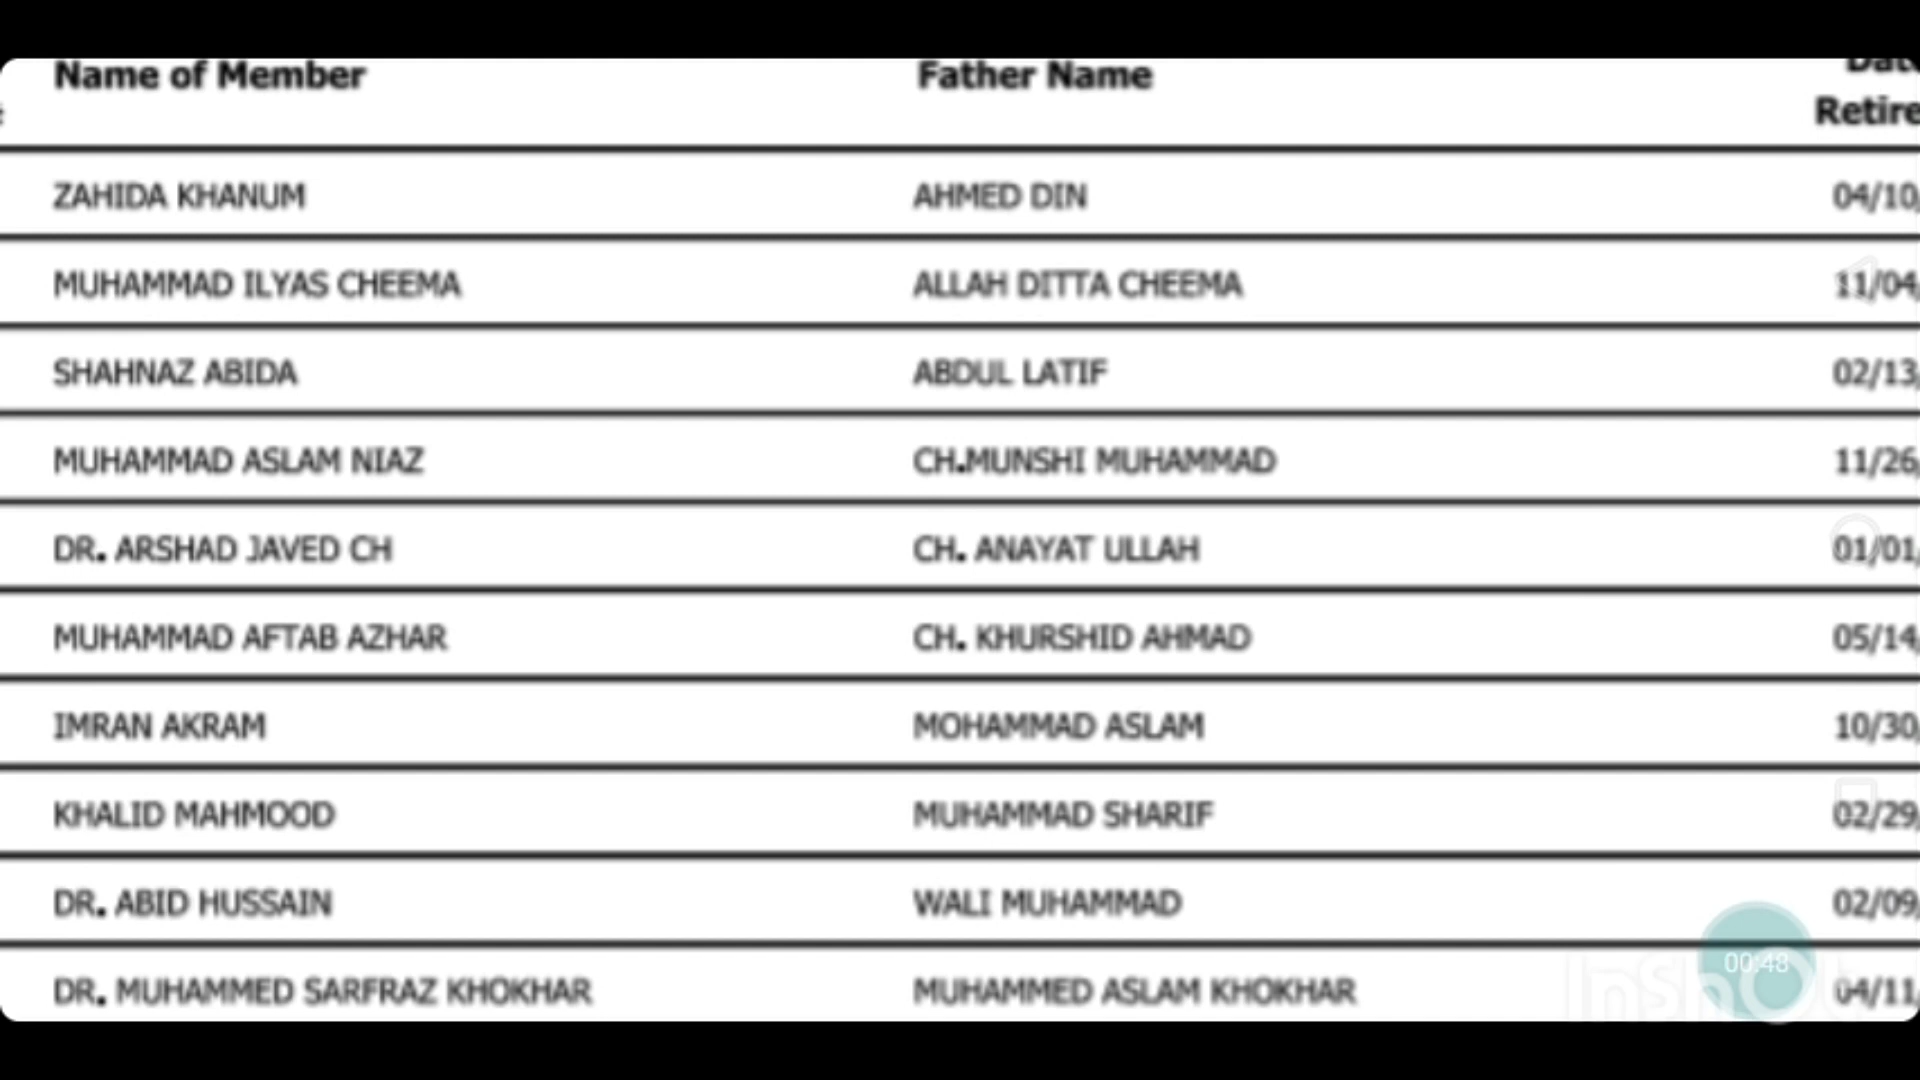 Name of Member Father Name Date
Retire
ZAHIDA KHANUM AHMED DIN 04/10/
MUHAMMAD ILYAS CHEEMA ALLAH DITTA CHEEMA 11/04/
SHAHNAZ ABIDA ABDUL LATIF 02/13/
MUHAMMAD ASLAM NIAZ CH.MUNSHI MUHAMMAD 11/26/
DR. ARSHAD JAVED CH CH. ANAYAT ULLAH 01/01/
MUHAMMAD AFTAB AZHAR CH. KHURSHID AHMAD 05/14/
IMRAN AKRAM MOHAMMAD ASLAM 10/30/
KHALID MAHMOOD MUHAMMAD SHARIF 02/29/
DR. ABID HUSSAIN WALI MUHAMMAD 02/09/
DR. MUHAMMED SARFRAZ KHOKHAR MUHAMMED ASLAM KHOKHAR 04/11/
00:48
InShOt